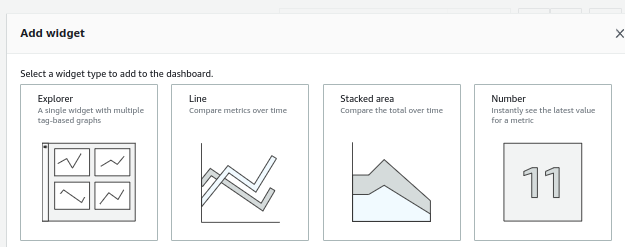 Add widget
Select a widget type to add to the dashboard.
Explorer
A single widget with multiple
tag-based graphs
Line
Compare metrics over time
Stacked area
Compare the total over time
Number
Instantly see the latest value
for a metric
11